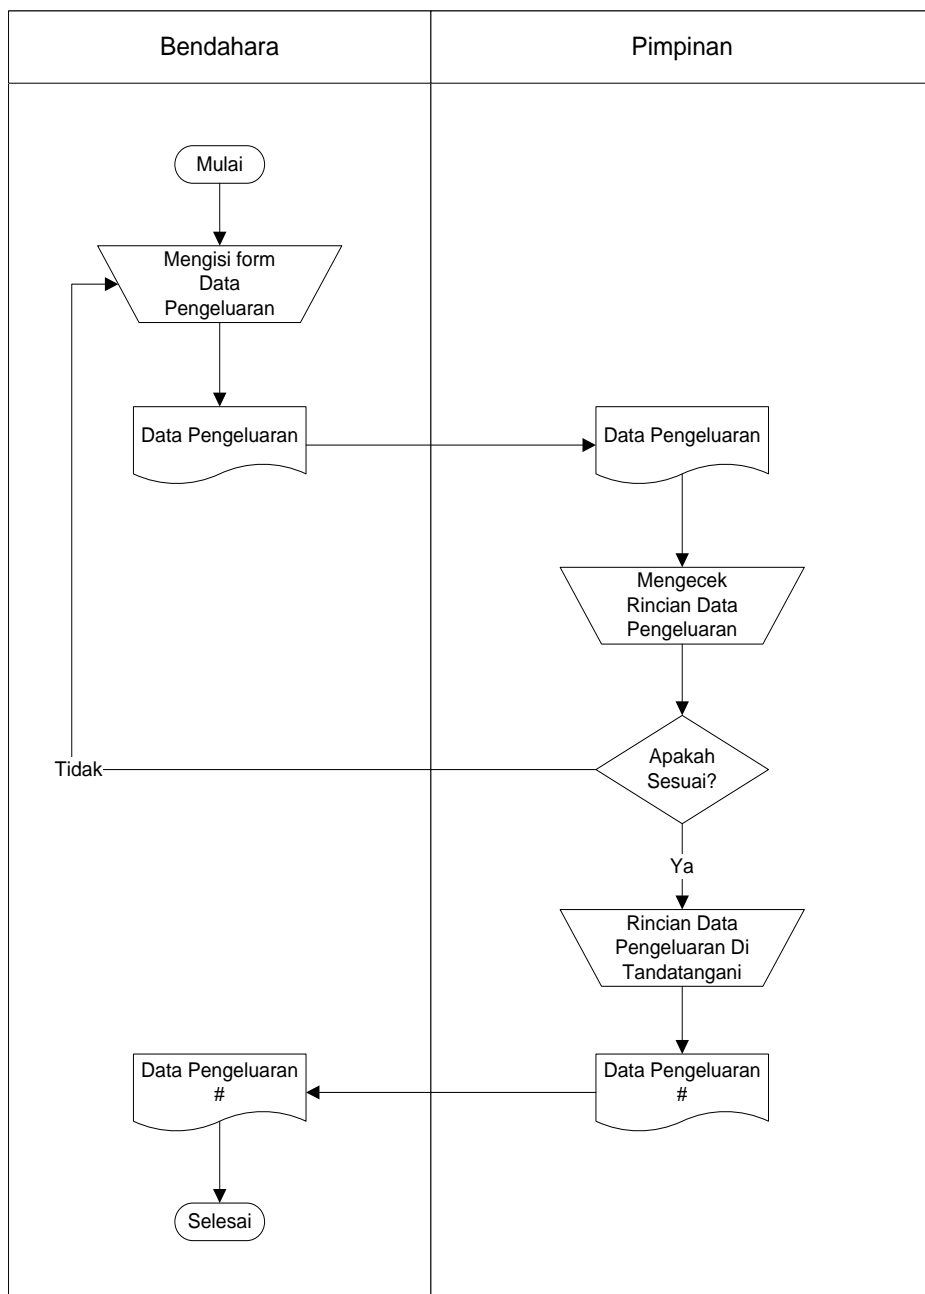 Bendahara
Pimpinan
Mulai
Mengisi form
Data
Pengeluaran
Data Pengeluaran
Data Pengeluaran
Mengecek
Rincian Data
Pengeluaran
Apakah
Sesuai?
Tidak
Ya
Rincian Data
Pengeluaran Di
Tandatangani
Data Pengeluaran
#
Data Pengeluaran
#
Selesai